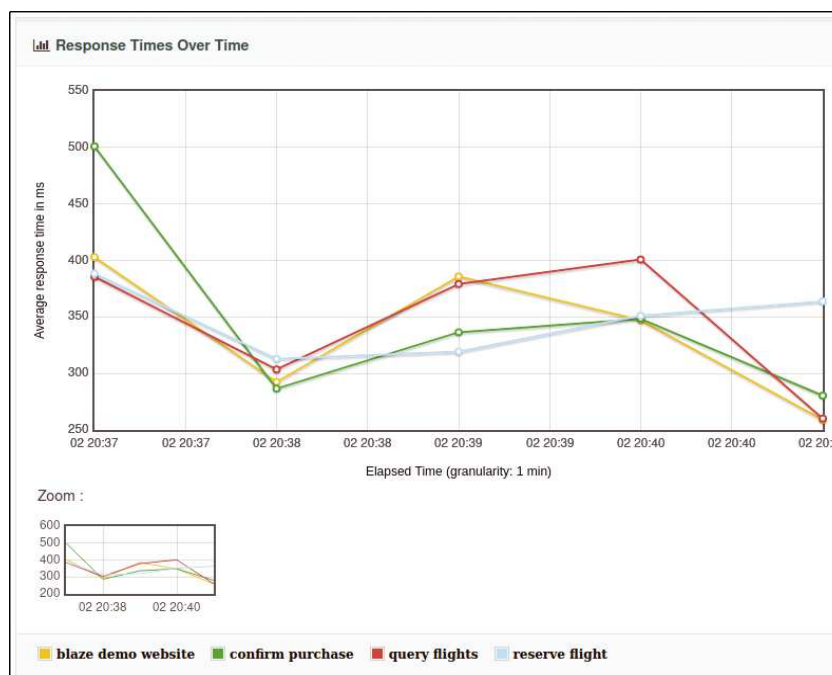 Response Times Over Time
550
500
450
400
350
300
250
Average response time in ms
02 20:37 02 20:37 02 20:38 02 20:38 02 20:39 02 20:39 02 20:40 02 20:40 02 20:
Elapsed Time (granularity: 1 min)
Zoom :
600
500
400
300
200
02 20:38 02 20:40
blaze demo website confirm purchase query flights reserve flight